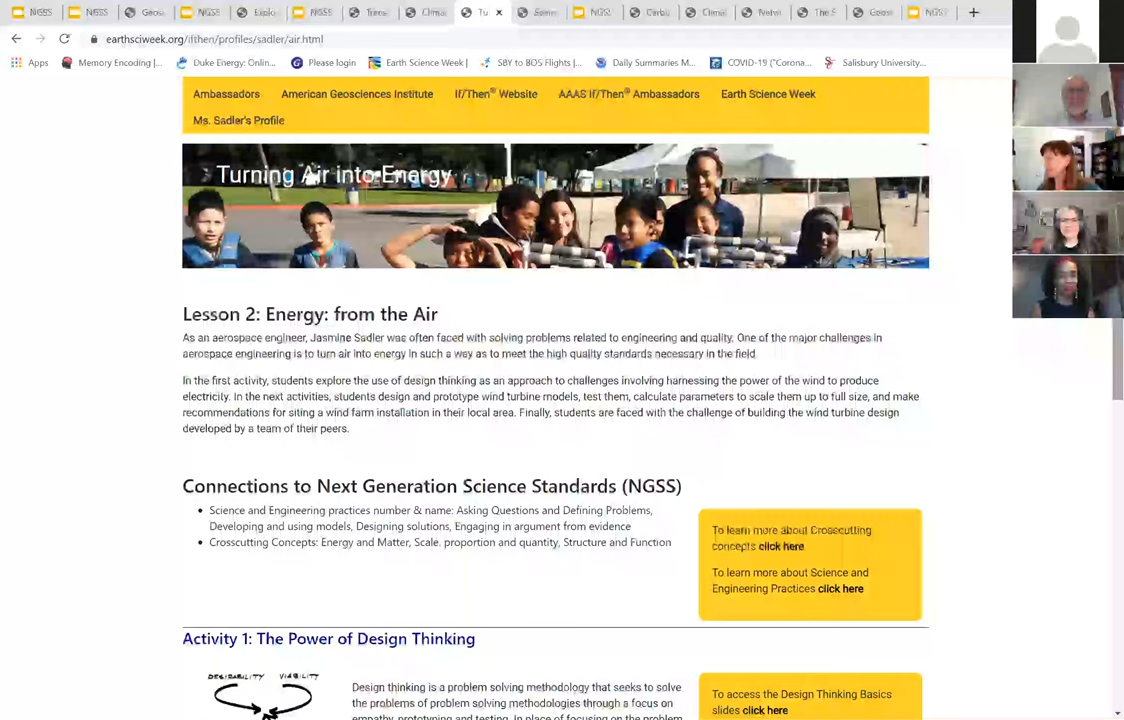 NGSS
NGSS
Geos
NGSS
Explo
NGSS
Trans
Clima
Tu
NGS
Carb
Clima
The S
NGS
earthsciweek.org/ifthen/profiles/sadler/air.html
Apps
Memory Encoding |...
Duke Energy: Onlin...
Please login
Earth Science Week |
SBY to BOS Flights |...
Daily Summaries M...
COVID-19 ("Corona...
Salisbury University...
Ambassadors
American Geosciences Institute
If/Then® Website
AAAS If/Then® Ambassadors
Earth Science Week
Ms. Sadler's Profile
Turning Air into Energy
Lesson 2: Energy: from the Air
As an aerospace engineer, Jasmine Sadler was often faced with solving problems related to engineering and quality. One of the major challenges in
aerospace engineering is to turn air into energy in such a way as to meet the high quality standards necessary in the field.
In the first activity, students explore the use of design thinking as an approach to challenges involving harnessing the power of the wind to produce
electricity. In the next activities, students design and prototype wind turbine models, test them, calculate parameters to scale them up to full size, and make
recommendations for siting a wind farm installation in their local area. Finally, students are faced with the challenge of building the wind turbine design
developed by a team of their peers.
Connections to Next Generation Science Standards (NGSS)
Science and Engineering practices number & name: Asking Questions and Defining Problems,
Developing and using models, Designing solutions, Engaging in argument from evidence
Crosscutting Concepts: Energy and Matter, Scale, proportion and quantity, Structure and Function
To learn more about Crosscutting
concepts click here
To learn more about Science and
Engineering Practices click here
Activity 1: The Power of Design Thinking
DESIRABILITY
VIABILITY
Design thinking is a problem solving methodology that seeks to solve
the problems of problem solving methodologies through a focus on
empathy, prototyping and testing. In place of focusing on the problem
To access the Design Thinking Basics
slides click here